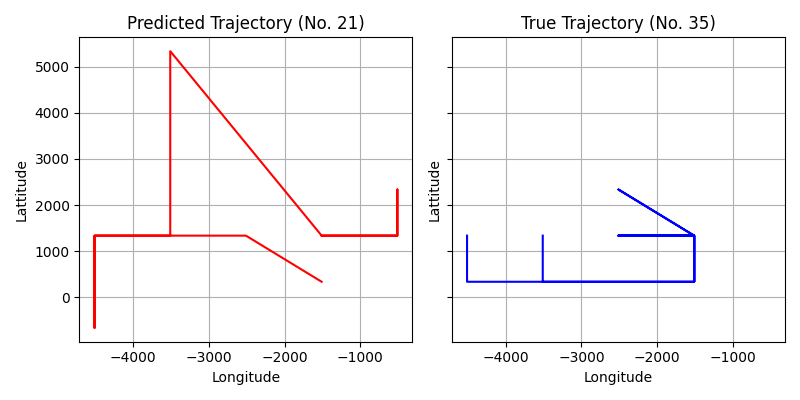 Predicted Trajectory (No. 21)
True Trajectory (No. 35)
Lattitude
5000
4000
3000
2000
1000
0
−4000
−3000
−2000
−1000
Longitude
Lattitude
−4000
−3000
−2000
−1000
Longitude